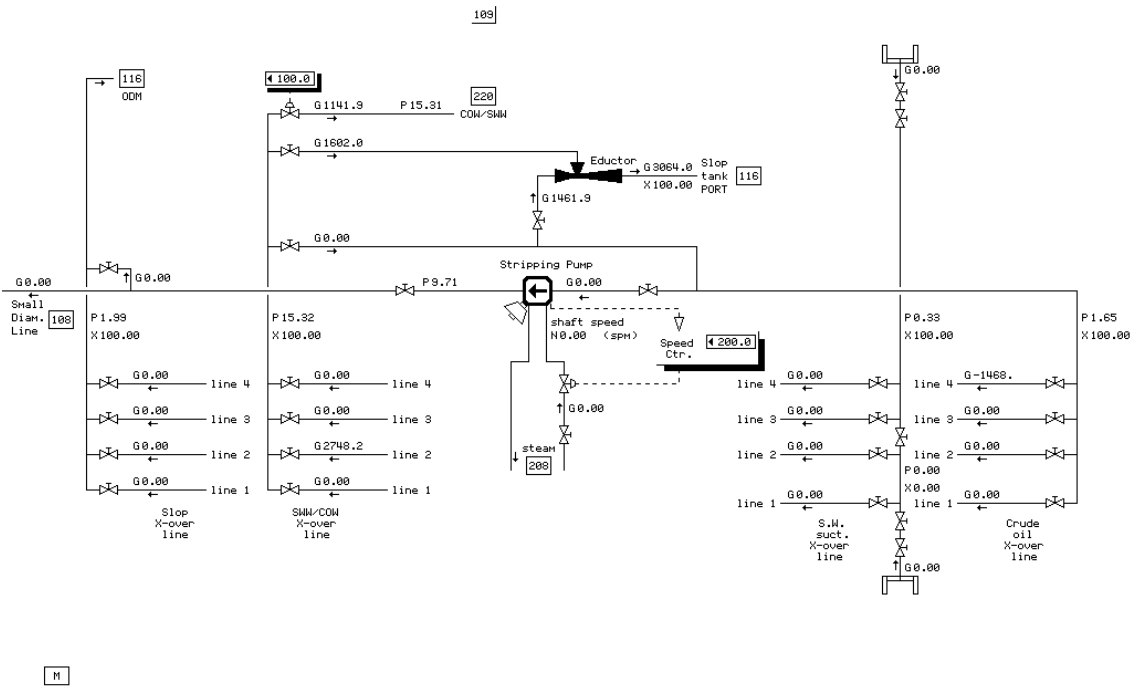 109
116
ODM
◄ 100.0
G1141.9 P15.31
220
COW/SWW
G1602.0
Eductor
G3064.0
X100.00
Slop
tank
PORT
116
G1461.9
G0.00
G0.00
G0.00
G0.00
Stripping Pump
P9.71
G0.00
Small
Diam.
Line
108
P1.99
X100.00
P15.32
X100.00
shaft speed
N0.00 (spm)
Speed
Ctr.
◄ 200.0
P0.33
X100.00
P1.65
X100.00
G0.00 line 4
G0.00 line 3
G0.00 line 2
G0.00 line 1
Slop
X-over
line
G0.00 line 4
G0.00 line 3
G2748.2 line 2
G0.00 line 1
SWW/COW
X-over
line
G0.00
steam
208
line 4 G0.00
line 3 G0.00
line 2 G0.00
line 1 G0.00
P0.00
X0.00
S.W.
suct.
X-over
line
G0.00
line 4 G-1468.
line 3 G0.00
line 2 G0.00
line 1 G0.00
Crude
oil
X-over
line
M